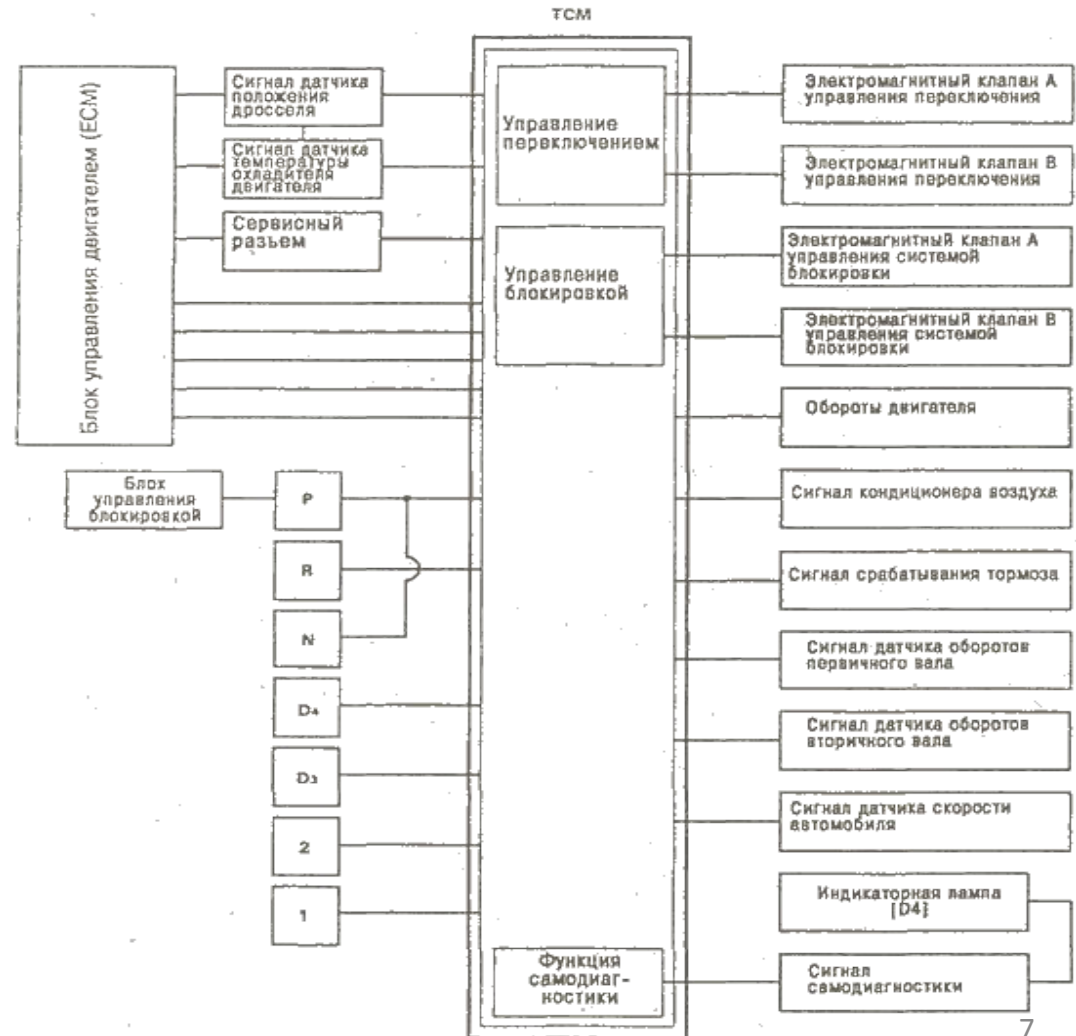 TCM
Блок управления двигателем (ECM)
Сигнал датчика
положения
дросселя
Сигнал датчика
температуры
охладителя
двигателя
Сервисный
разъем
Блок
управления
блокировкой
P
R
N
D4
D3
2
1
Управление
переключением
Управление
блокировкой
Функция
самодиаг-
ностики
Электромагнитный клапан А
управления переключения
Электромагнитный клапан В
управления переключения
Электромагнитный клапан А
управления системой
блокировки
Электромагнитный клапан В
управления системой
блокировки
Обороты двигателя
Сигнал кондиционера воздуха
Сигнал срабатывания тормоза
Сигнал датчика оборотов
первичного вала
Сигнал датчика оборотов
вторичного вала
Сигнал датчика скорости
автомобиля
Индикаторная лампа
[D4]
Сигнал
самодиагностики
7